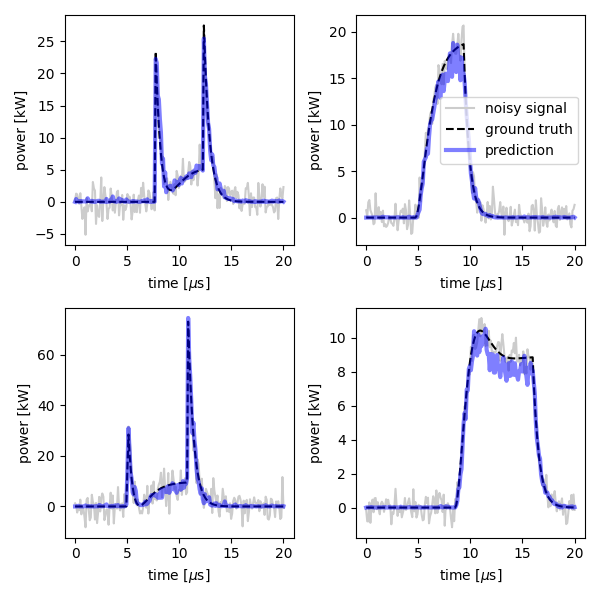 power [kW]
25
20
15
10
5
0
−5
0 5 10 15 20
time [μs]
power [kW]
20
15
10
5
0
noisy signal
ground truth
prediction
0 5 10 15 20
time [μs]
power [kW]
60
40
20
0
0 5 10 15 20
time [μs]
power [kW]
10
8
6
4
2
0
0 5 10 15 20
time [μs]